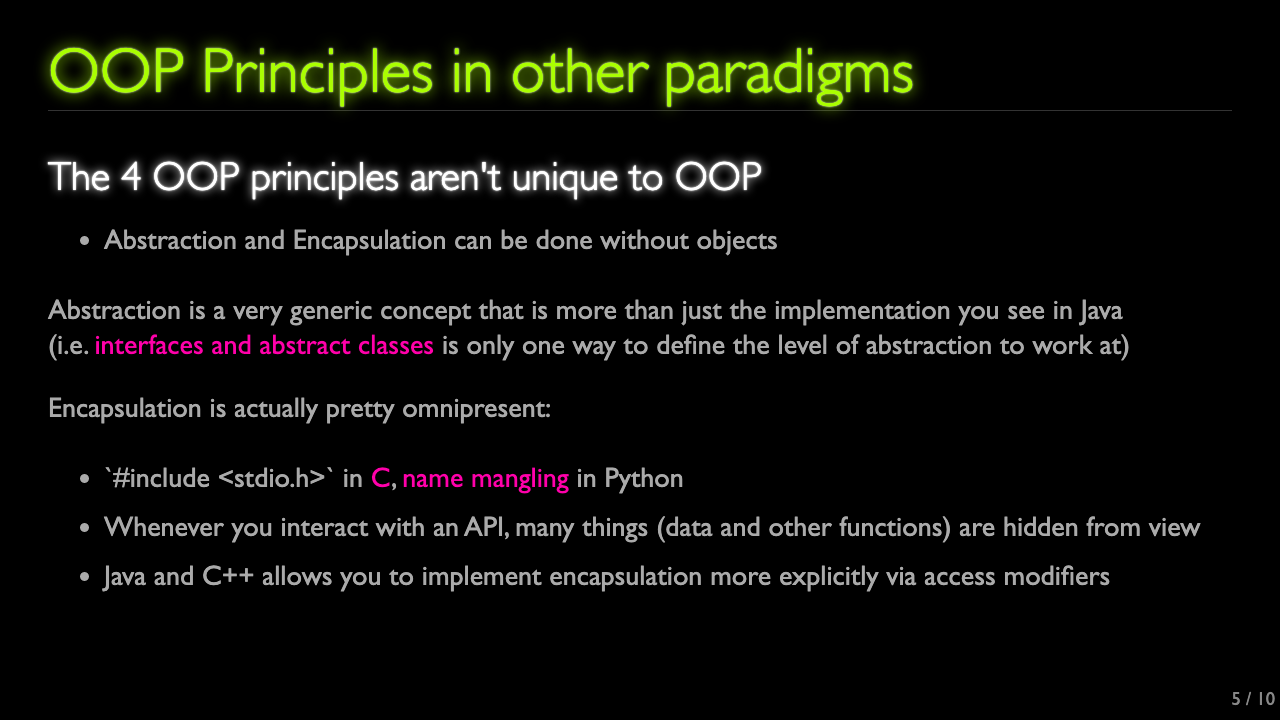 OOP Principles in other paradigms
The 4 OOP principles aren't unique to OOP
• Abstraction and Encapsulation can be done without objects
Abstraction is a very generic concept that is more than just the implementation you see in Java
(i.e. interfaces and abstract classes is only one way to define the level of abstraction to work at)
Encapsulation is actually pretty omnipresent:
• `#include <stdio.h>` in C, name mangling in Python
• Whenever you interact with an API, many things (data and other functions) are hidden from view
• Java and C++ allows you to implement encapsulation more explicitly via access modifiers
5 / 10